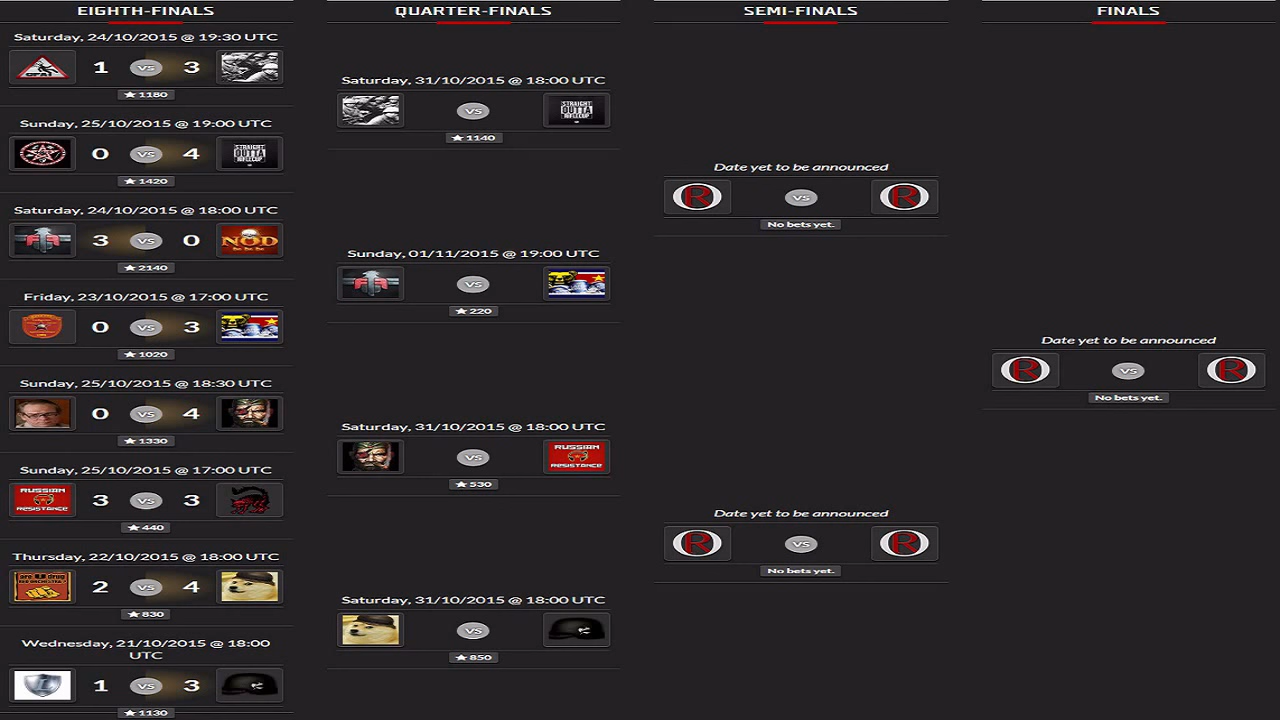 EIGHTH-FINALS
Saturday, 24/10/2015 @ 19:30 UTC
1 VS 3
★ 1180
Sunday, 25/10/2015 @ 19:00 UTC
0 VS 4
STRAIGHT
OUTTA
RIFLECUP
★ 1420
Saturday, 24/10/2015 @ 18:00 UTC
3 VS 0
NOD
★ 2140
Friday, 23/10/2015 @ 17:00 UTC
0 VS 3
★ 1020
Sunday, 25/10/2015 @ 18:30 UTC
0 VS 4
★ 1330
Sunday, 25/10/2015 @ 17:00 UTC
RUSSIAN
RESISTANCE
3 VS 3
★ 440
Thursday, 22/10/2015 @ 18:00 UTC
2 VS 4
★ 830
Wednesday, 21/10/2015 @ 18:00
UTC
1 VS 3
★ 1130
QUARTER-FINALS
Saturday, 31/10/2015 @ 18:00 UTC
VS
STRAIGHT
OUTTA
RIFLECUP
★ 1140
Sunday, 01/11/2015 @ 19:00 UTC
VS
★ 220
Saturday, 31/10/2015 @ 18:00 UTC
VS
RUSSIAN
RESISTANCE
★ 530
Saturday, 31/10/2015 @ 18:00 UTC
VS
★ 850
SEMI-FINALS
Date yet to be announced
R VS R
No bets yet.
Date yet to be announced
R VS R
No bets yet.
FINALS
Date yet to be announced
R VS R
No bets yet.